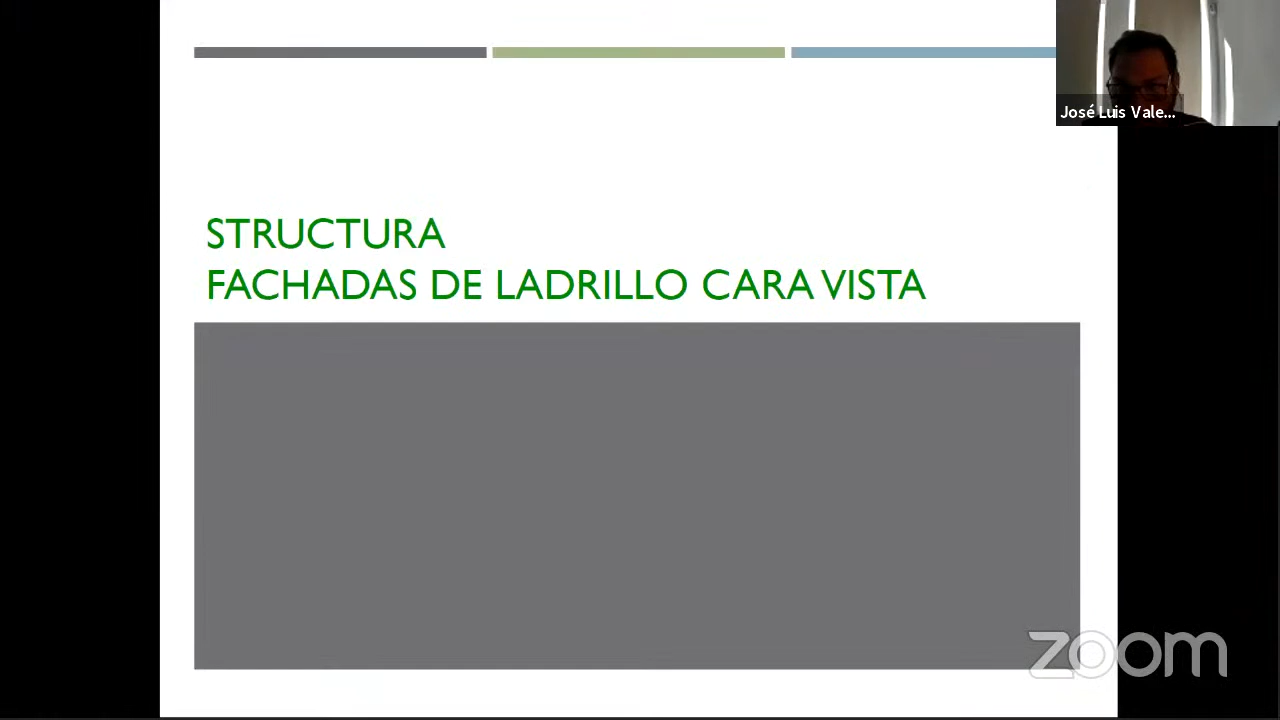 José Luis Vale...
STRUCTURA
FACHADAS DE LADRILLO CARA VISTA
zoom